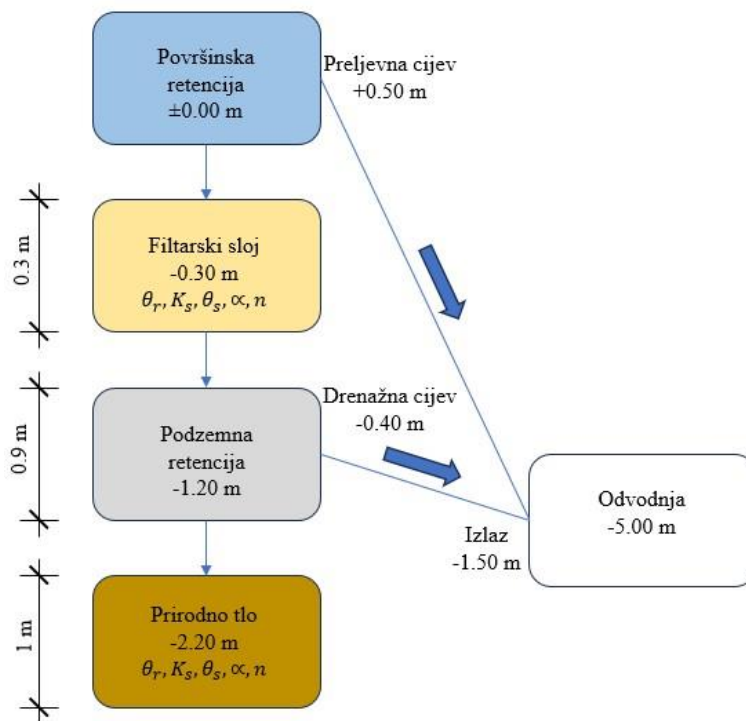 Površinska
retencija
±0.00 m
Preljevna cijev
+0.50 m
0.3 m
Filtarski sloj
-0.30 m
θr, Ks, θs, ∝, n
0.9 m
Podzemna
retencija
-1.20 m
Drenažna cijev
-0.40 m
Izlaz
-1.50 m
Odvodnja
-5.00 m
1 m
Prirodno tlo
-2.20 m
θr, Ks, θs, ∝, n